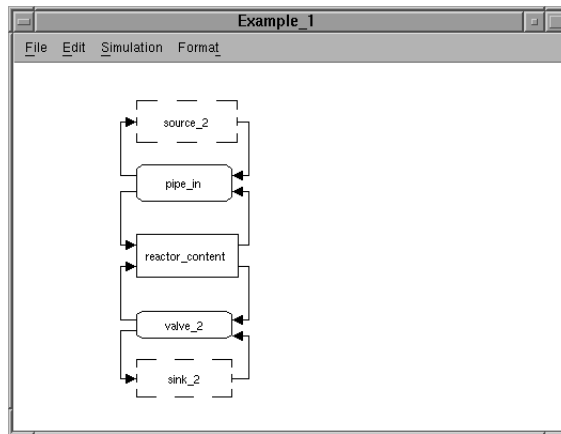 Example_1
File Edit Simulation Format
source_2
pipe_in
reactor_content
valve_2
sink_2